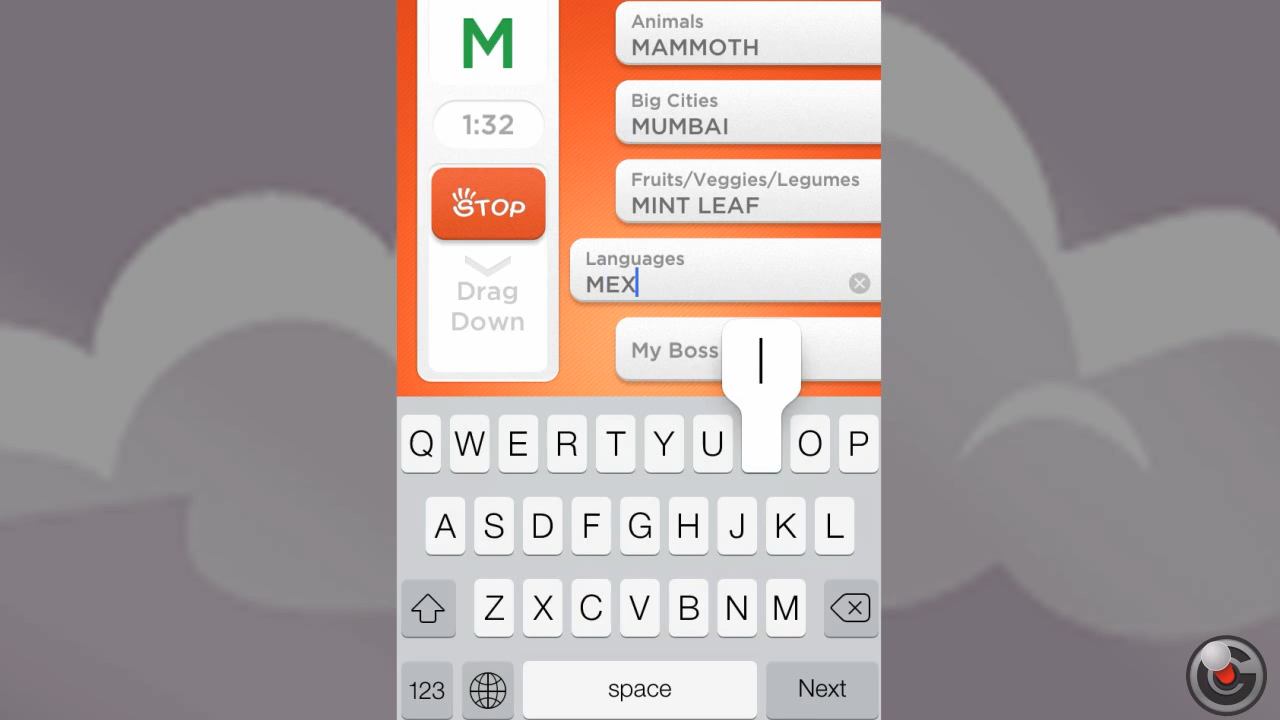 M
1:32
STOP
Drag
Down
Animals
MAMMOTH
Big Cities
MUMBAI
Fruits/Veggies/Legumes
MINT LEAF
Languages
MEX
My Boss
I
Q W E R T Y U O P
A S D F G H J K L
Z X C V B N M
123 space Next